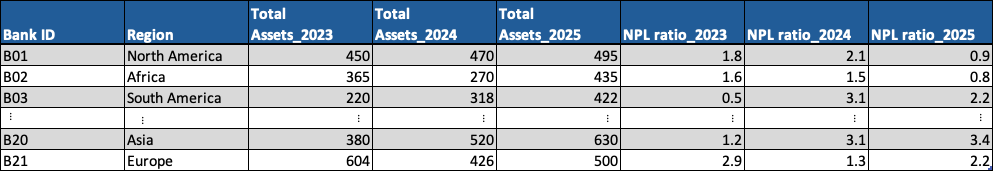 Bank ID Region Total Assets_2023 Total Assets_2024 Total Assets_2025 NPL ratio_2023 NPL ratio_2024 NPL ratio_2025
B01 North America 450 470 495 1.8 2.1 0.9
B02 Africa 365 270 435 1.6 1.5 0.8
B03 South America 220 318 422 0.5 3.1 2.2
⋮ ⋮ ⋮ ⋮ ⋮ ⋮ ⋮ ⋮
B20 Asia 380 520 630 1.2 3.1 3.4
B21 Europe 604 426 500 2.9 1.3 2.2